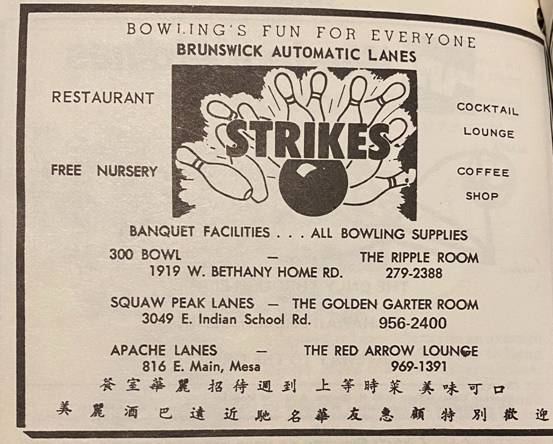 BOWLING'S FUN FOR EVERYONE
BRUNSWICK AUTOMATIC LANES
RESTAURANT
FREE NURSERY
STRIKES
COCKTAIL
LOUNGE
COFFEE
SHOP
BANQUET FACILITIES . . . ALL BOWLING SUPPLIES
300 BOWL — THE RIPPLE ROOM
1919 W. BETHANY HOME RD. 279-2388
SQUAW PEAK LANES — THE GOLDEN GARTER ROOM
3049 E. Indian School Rd. 956-2400
APACHE LANES — THE RED ARROW LOUNGE
816 E. Main, Mesa 969-1391
餐室華麗 招待週到 上等時菜 美味可口
美麗酒巴遠近馳名華友惠顧特別歡迎